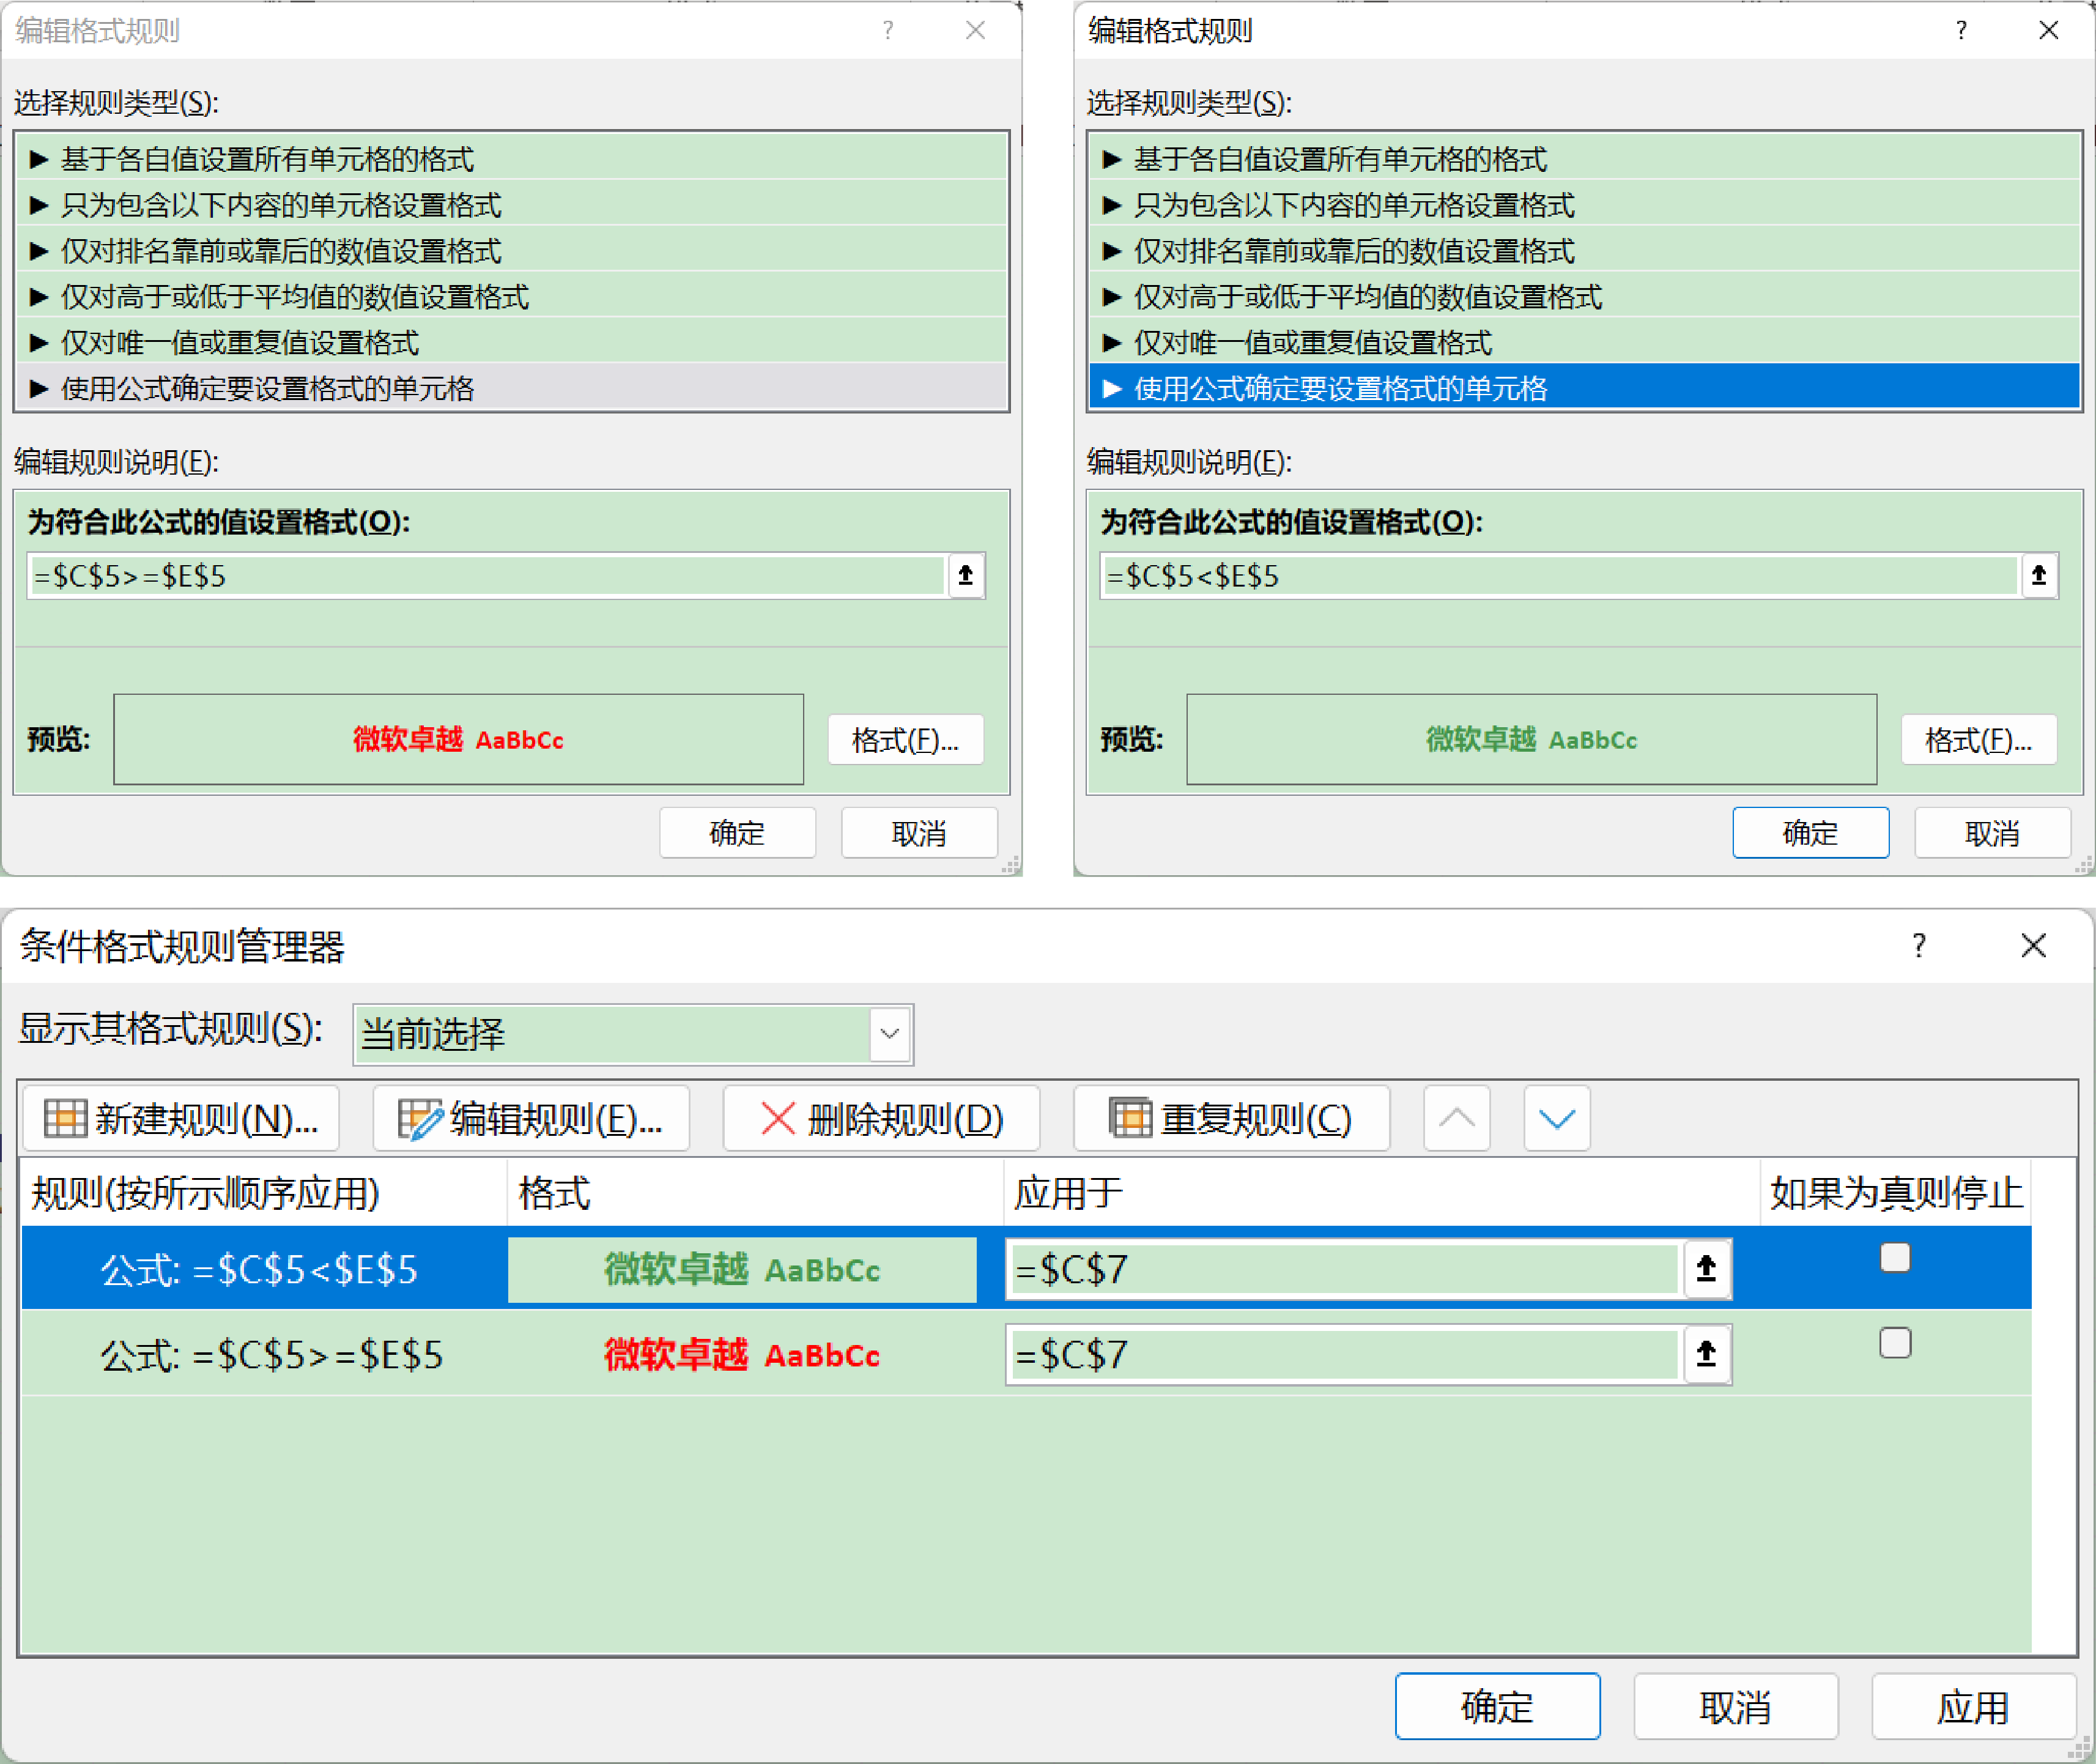 编辑格式规则 ?
选择规则类型(S):
► 基于各自值设置所有单元格的格式
► 只为包含以下内容的单元格设置格式
► 仅对排名靠前或靠后的数值设置格式
► 仅对高于或低于平均值的数值设置格式
► 仅对唯一值或重复值设置格式
► 使用公式确定要设置格式的单元格
编辑规则说明(E):
为符合此公式的值设置格式(O):
=$C$5>=$E$5
预览: 微软卓越 AaBbCc 格式(F)...
确定 取消
编辑格式规则 ?
选择规则类型(S):
► 基于各自值设置所有单元格的格式
► 只为包含以下内容的单元格设置格式
► 仅对排名靠前或靠后的数值设置格式
► 仅对高于或低于平均值的数值设置格式
► 仅对唯一值或重复值设置格式
► 使用公式确定要设置格式的单元格
编辑规则说明(E):
为符合此公式的值设置格式(O):
=$C$5<$E$5
预览: 微软卓越 AaBbCc 格式(F)...
确定 取消
条件格式规则管理器 ?
显示其格式规则(S): 当前选择
新建规则(N)... 编辑规则(E)... 删除规则(D) 重复规则(C)
规则(按所示顺序应用) 格式 应用于 如果为真则停止
公式: =$C$5<$E$5 微软卓越 AaBbCc =$C$7
公式: =$C$5>=$E$5 微软卓越 AaBbCc =$C$7
确定 取消 应用